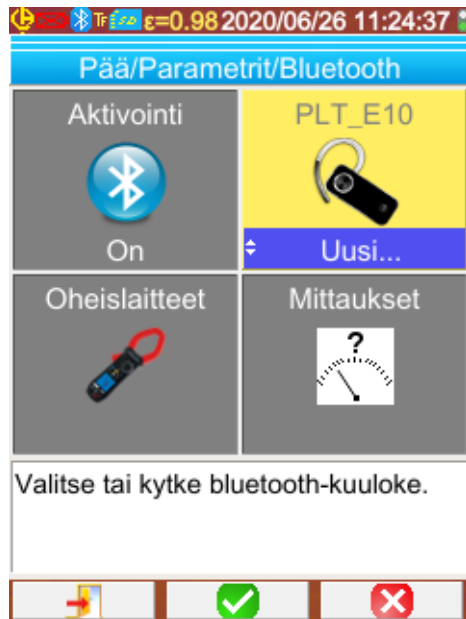 TF ε=0.98 2020/06/26 11:24:37
Pää/Parametrit/Bluetooth
Aktivointi
On
PLT_E10
Uusi...
Oheislaitteet
Mittaukset
?
Valitse tai kytke bluetooth-kuuloke.